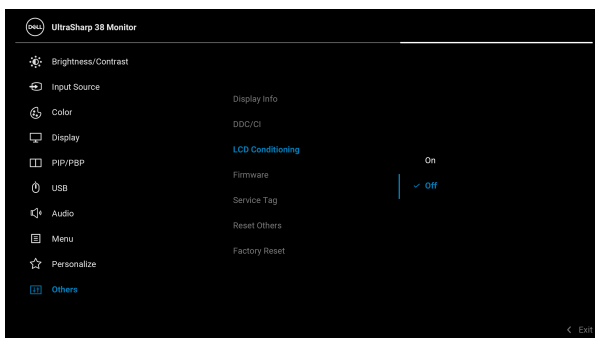 DELL UltraSharp 38 Monitor
Brightness/Contrast
Input Source
Color
Display
PIP/PBP
USB
Audio
Menu
Personalize
Others
Display Info
DDC/CI
LCD Conditioning
Firmware
Service Tag
Reset Others
Factory Reset
On
Off
Exit